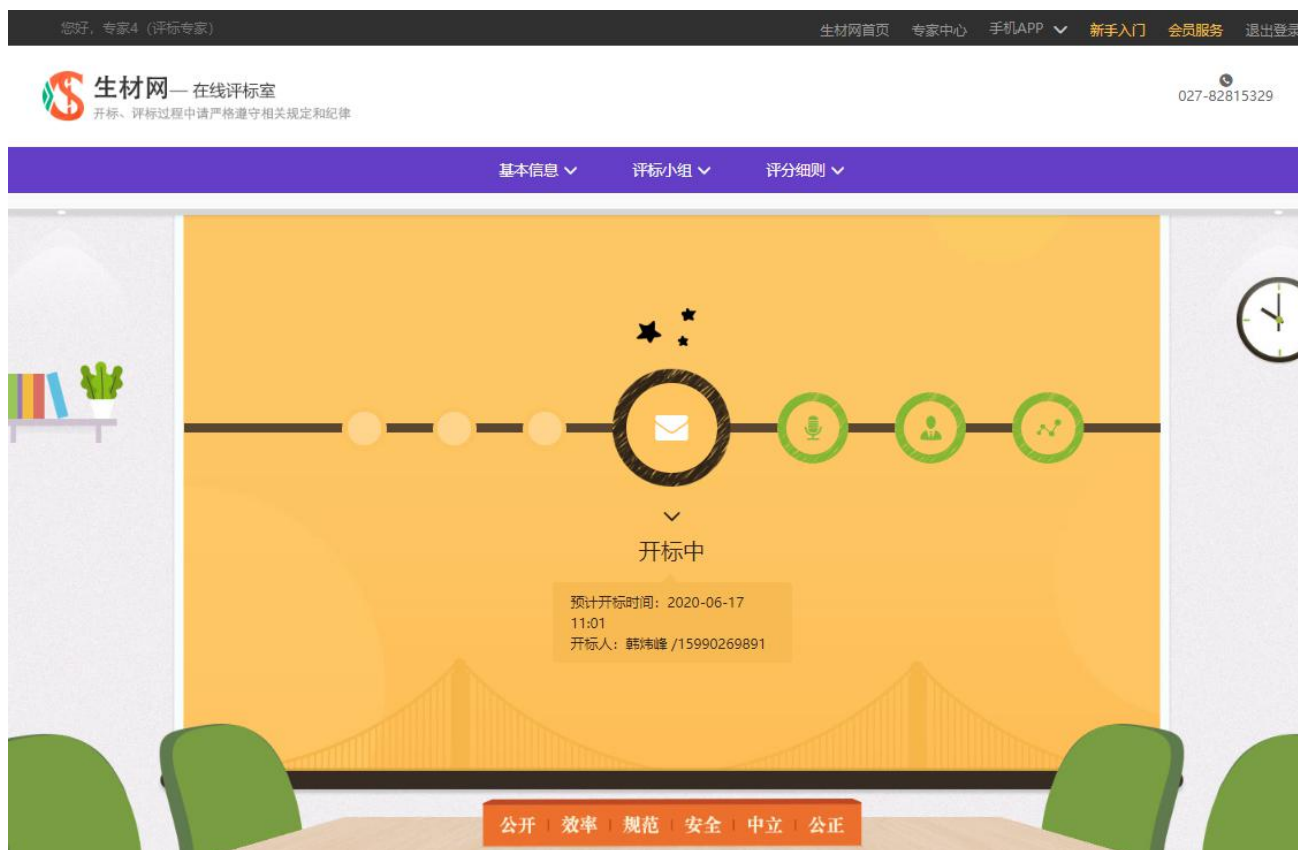 您好，专家4（评标专家）
生材网首页 专家中心 手机APP 新手入门 会员服务 退出登录
生材网— 在线评标室
开标、评标过程中请严格遵守相关规定和纪律
027-82815329
基本信息 评标小组 评分细则
开标中
预计开标时间：2020-06-17
11:01
开标人：韩炜峰 /15990269891
公开 效率 规范 安全 中立 公正